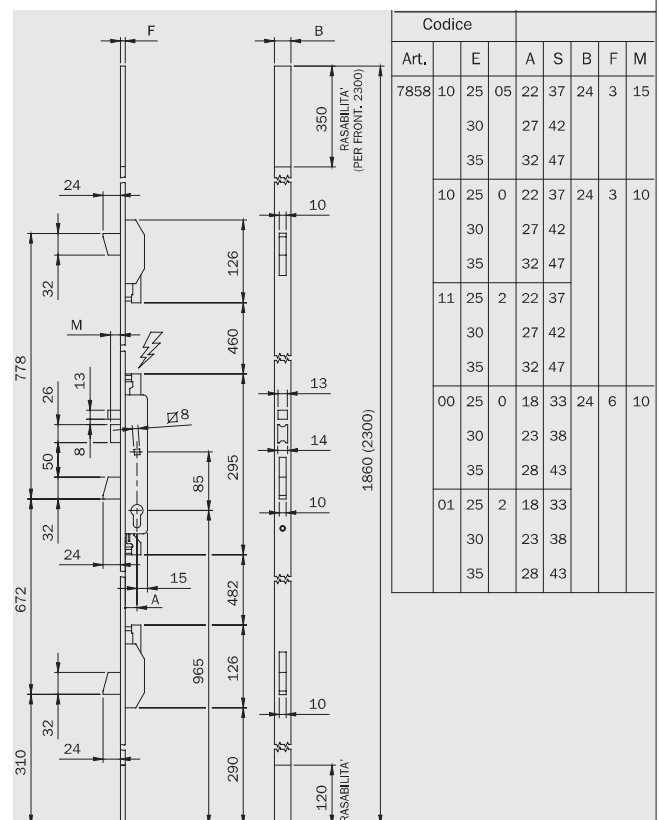 Codice
Art. E A S B F M
7858 10 25 05 22 37 24 3 15
30 27 42
35 32 47
10 25 0 22 37 24 3 10
30 27 42
35 32 47
11 25 2 22 37
30 27 42
35 32 47
00 25 0 18 33 24 6 10
30 23 38
35 28 43
01 25 2 18 33
30 23 38
35 28 43
F
B
350
RASABILITA'
(PER FRONT. 2300)
24
10
126
32
778
460
M
13
26
8
8
13
14
50
85
295
1860 (2300)
10
32
24
15
A
482
672
965
126
32
10
24
310
290
120
RASABILITA'